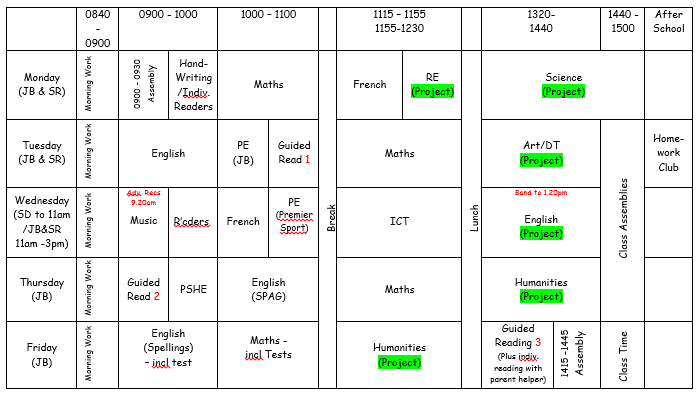 0840
-
0900
0900 - 1000
1000 – 1100
1115 – 1155
1155-1230
1320-
1440
1440 -
1500
After
School
Monday
(JB & SR)
Morning Work
0900 - 0930
Assembly
Hand-
Writing
/Indiv.
Readers
Maths
French
RE
(Project)
Science
(Project)
Tuesday
(JB & SR)
Morning Work
English
PE
(JB)
Guided
Read 1
Maths
Art/DT
(Project)
Home-
work
Club
Wednesday
(SD to 11am
/JB&SR
11am -3pm)
Morning Work
Adv. Recs
9.20am
Music
R'cders
French
PE
(Premier
Sport)
Break
ICT
Lunch
Band to 1.20pm
English
(Project)
Class Assemblies
Thursday
(JB)
Morning Work
Guided
Read 2
PSHE
English
(SPAG)
Maths
Humanities
(Project)
Friday
(JB)
Morning Work
English
(Spellings)
– incl test
Maths -
incl Tests
Humanities
(Project)
Guided
Reading 3
(Plus indiv.
reading with
parent helper)
1415 -1445
Assembly
Class Time